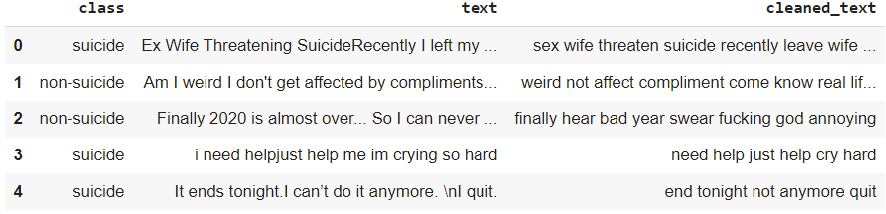 class text cleaned_text
0 suicide Ex Wife Threatening SuicideRecently I left my ... sex wife threaten suicide recently leave wife ...
1 non-suicide Am I weird I don't get affected by compliments... weird not affect compliment come know real lif...
2 non-suicide Finally 2020 is almost over... So I can never ... finally hear bad year swear fucking god annoying
3 suicide i need helpjust help me im crying so hard need help just help cry hard
4 suicide It ends tonight.I can’t do it anymore. \nI quit. end tonight not anymore quit